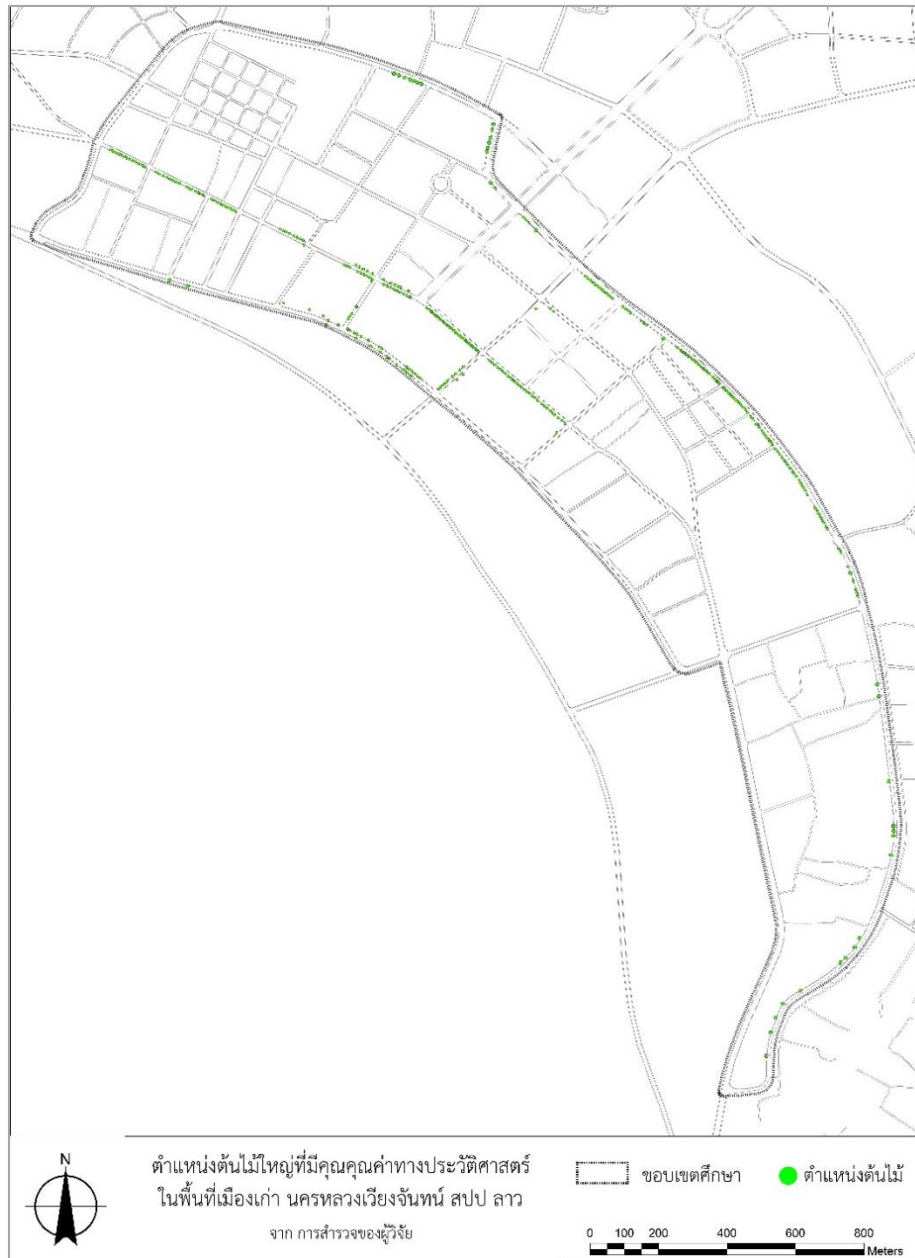 N
ตำแหน่งต้นไม้ใหญ่ที่มีคุณคุณค่าทางประวัติศาสตร์
ในพื้นที่เมืองเก่า นครหลวงเวียงจันทน์ สปป ลาว
จาก การสำรวจของผู้วิจัย
ขอบเขตศึกษา
ตำแหน่งต้นไม้
0 100 200 400 600 800
Meters